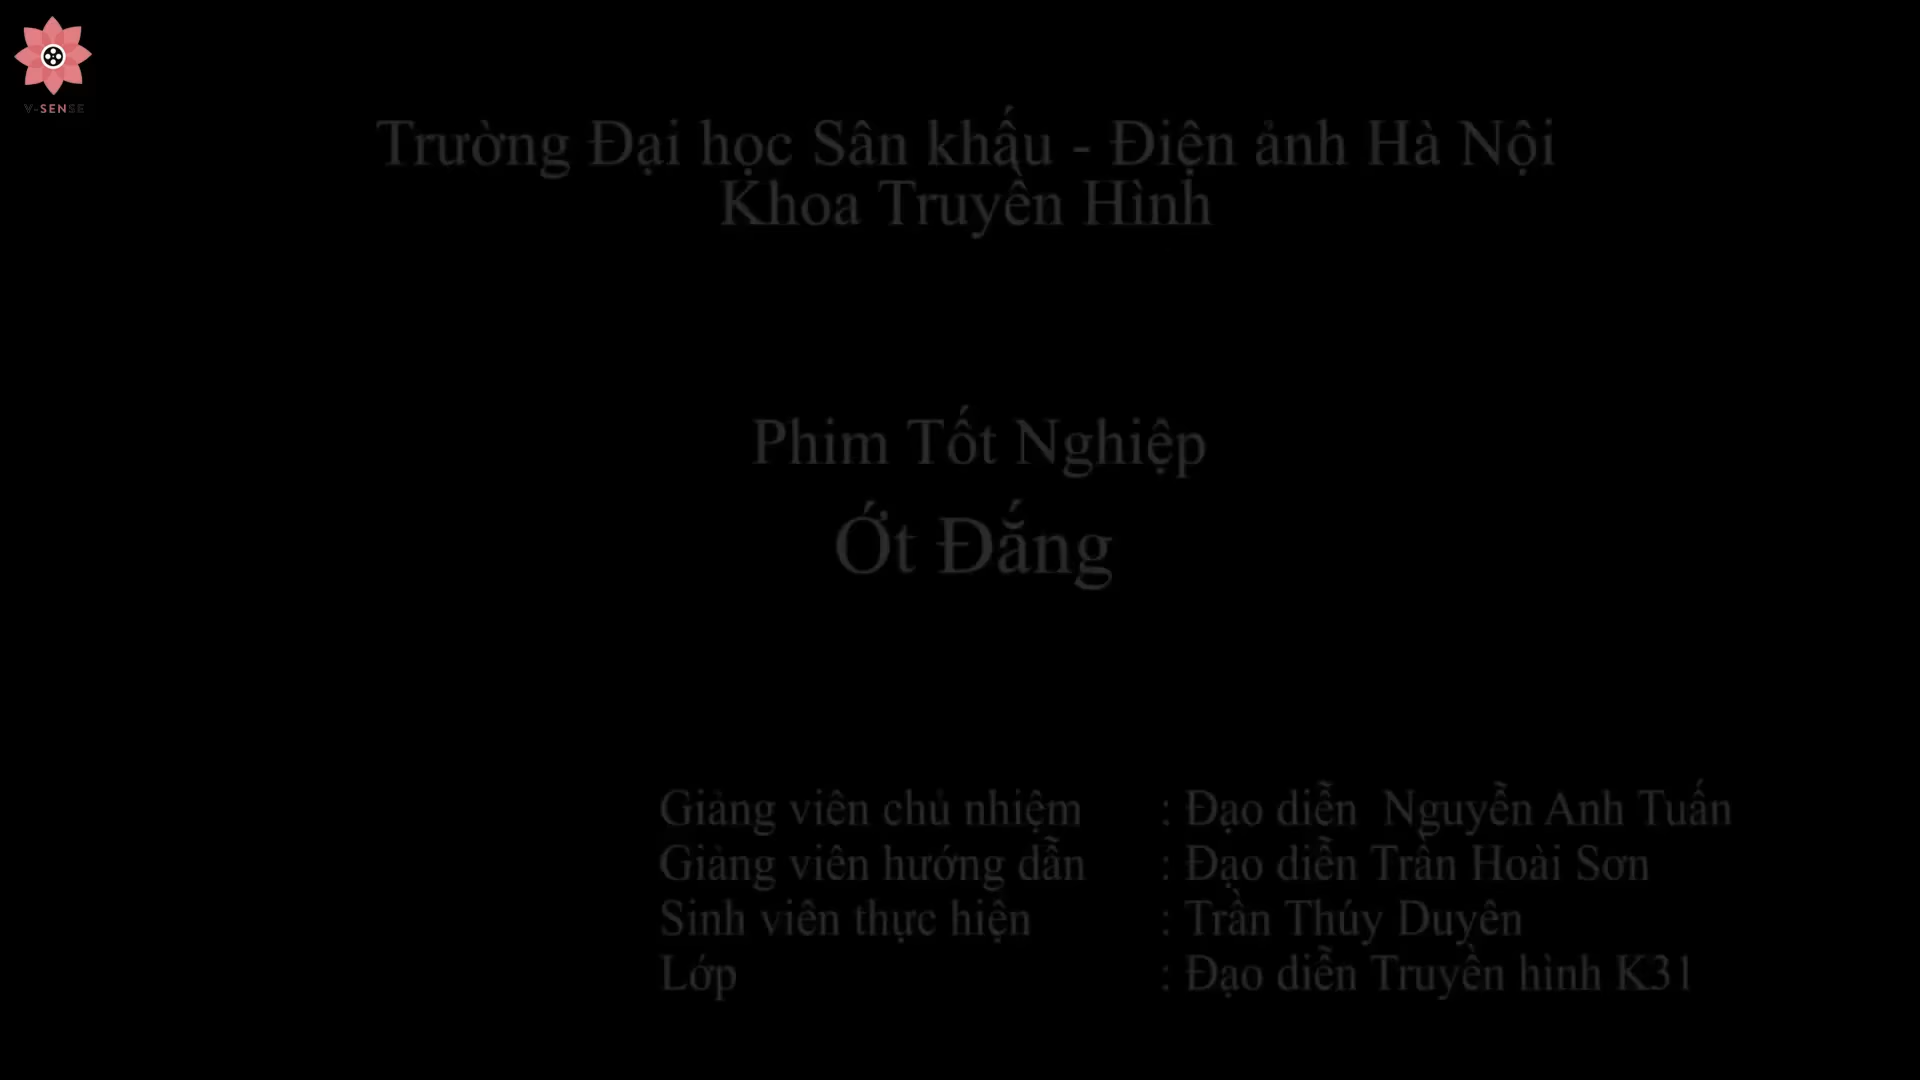 V-SENSE
Trường Đại học Sân khấu - Điện ảnh Hà Nội
Khoa Truyền Hình
Phim Tốt Nghiệp
Ớt Đắng
Giảng viên chủ nhiệm : Đạo diễn Nguyễn Anh Tuấn
Giảng viên hướng dẫn : Đạo diễn Trần Hoài Sơn
Sinh viên thực hiện : Trần Thúy Duyên
Lớp : Đạo diễn Truyền hình K31